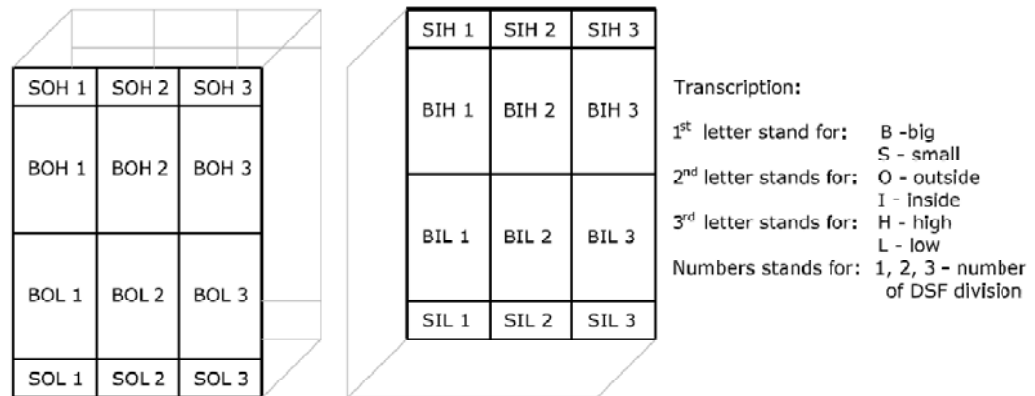 SOH 1 SOH 2 SOH 3
BOH 1 BOH 2 BOH 3
BOL 1 BOL 2 BOL 3
SOL 1 SOL 2 SOL 3
SIH 1 SIH 2 SIH 3
BIH 1 BIH 2 BIH 3
BIL 1 BIL 2 BIL 3
SIL 1 SIL 2 SIL 3
Transcription:
1st letter stand for: B -big
S - small
2nd letter stands for: O - outside
I - inside
3rd letter stands for: H - high
L - low
Numbers stands for: 1, 2, 3 - number
of DSF division